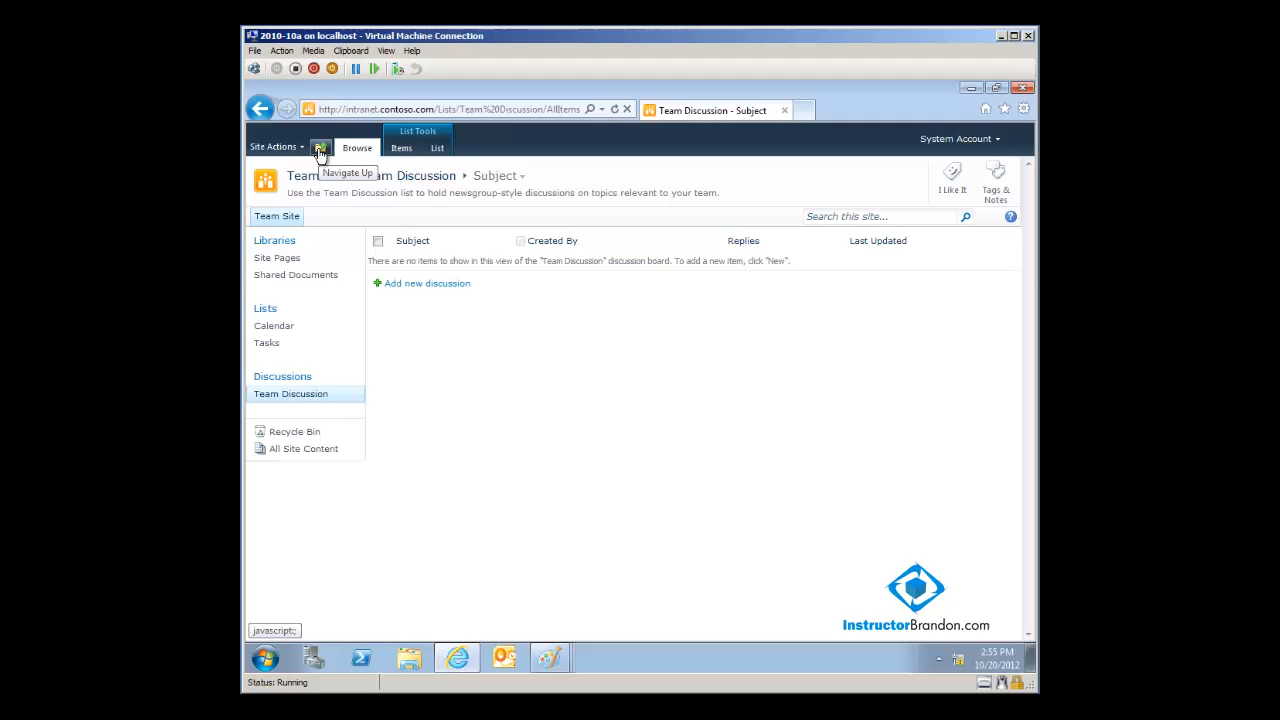 2010-10a on localhost - Virtual Machine Connection
File Action Media Clipboard View Help
http://intranet.contoso.com/Lists/Team%20Discussion/AllItems
Team Discussion - Subject
List Tools
Site Actions
Browse
Items
List
System Account
Navigate Up
Team Discussion
Subject
Use the Team Discussion list to hold newsgroup-style discussions on topics relevant to your team.
I Like It
Tags &
Notes
Team Site
Search this site...
Libraries
Site Pages
Shared Documents
Lists
Calendar
Tasks
Discussions
Team Discussion
Recycle Bin
All Site Content
Subject Created By Replies Last Updated
There are no items to show in this view of the "Team Discussion" discussion board. To add a new item, click "New".
Add new discussion
InstructorBrandon.com
javascript:;
2:55 PM
10/20/2012
Status: Running